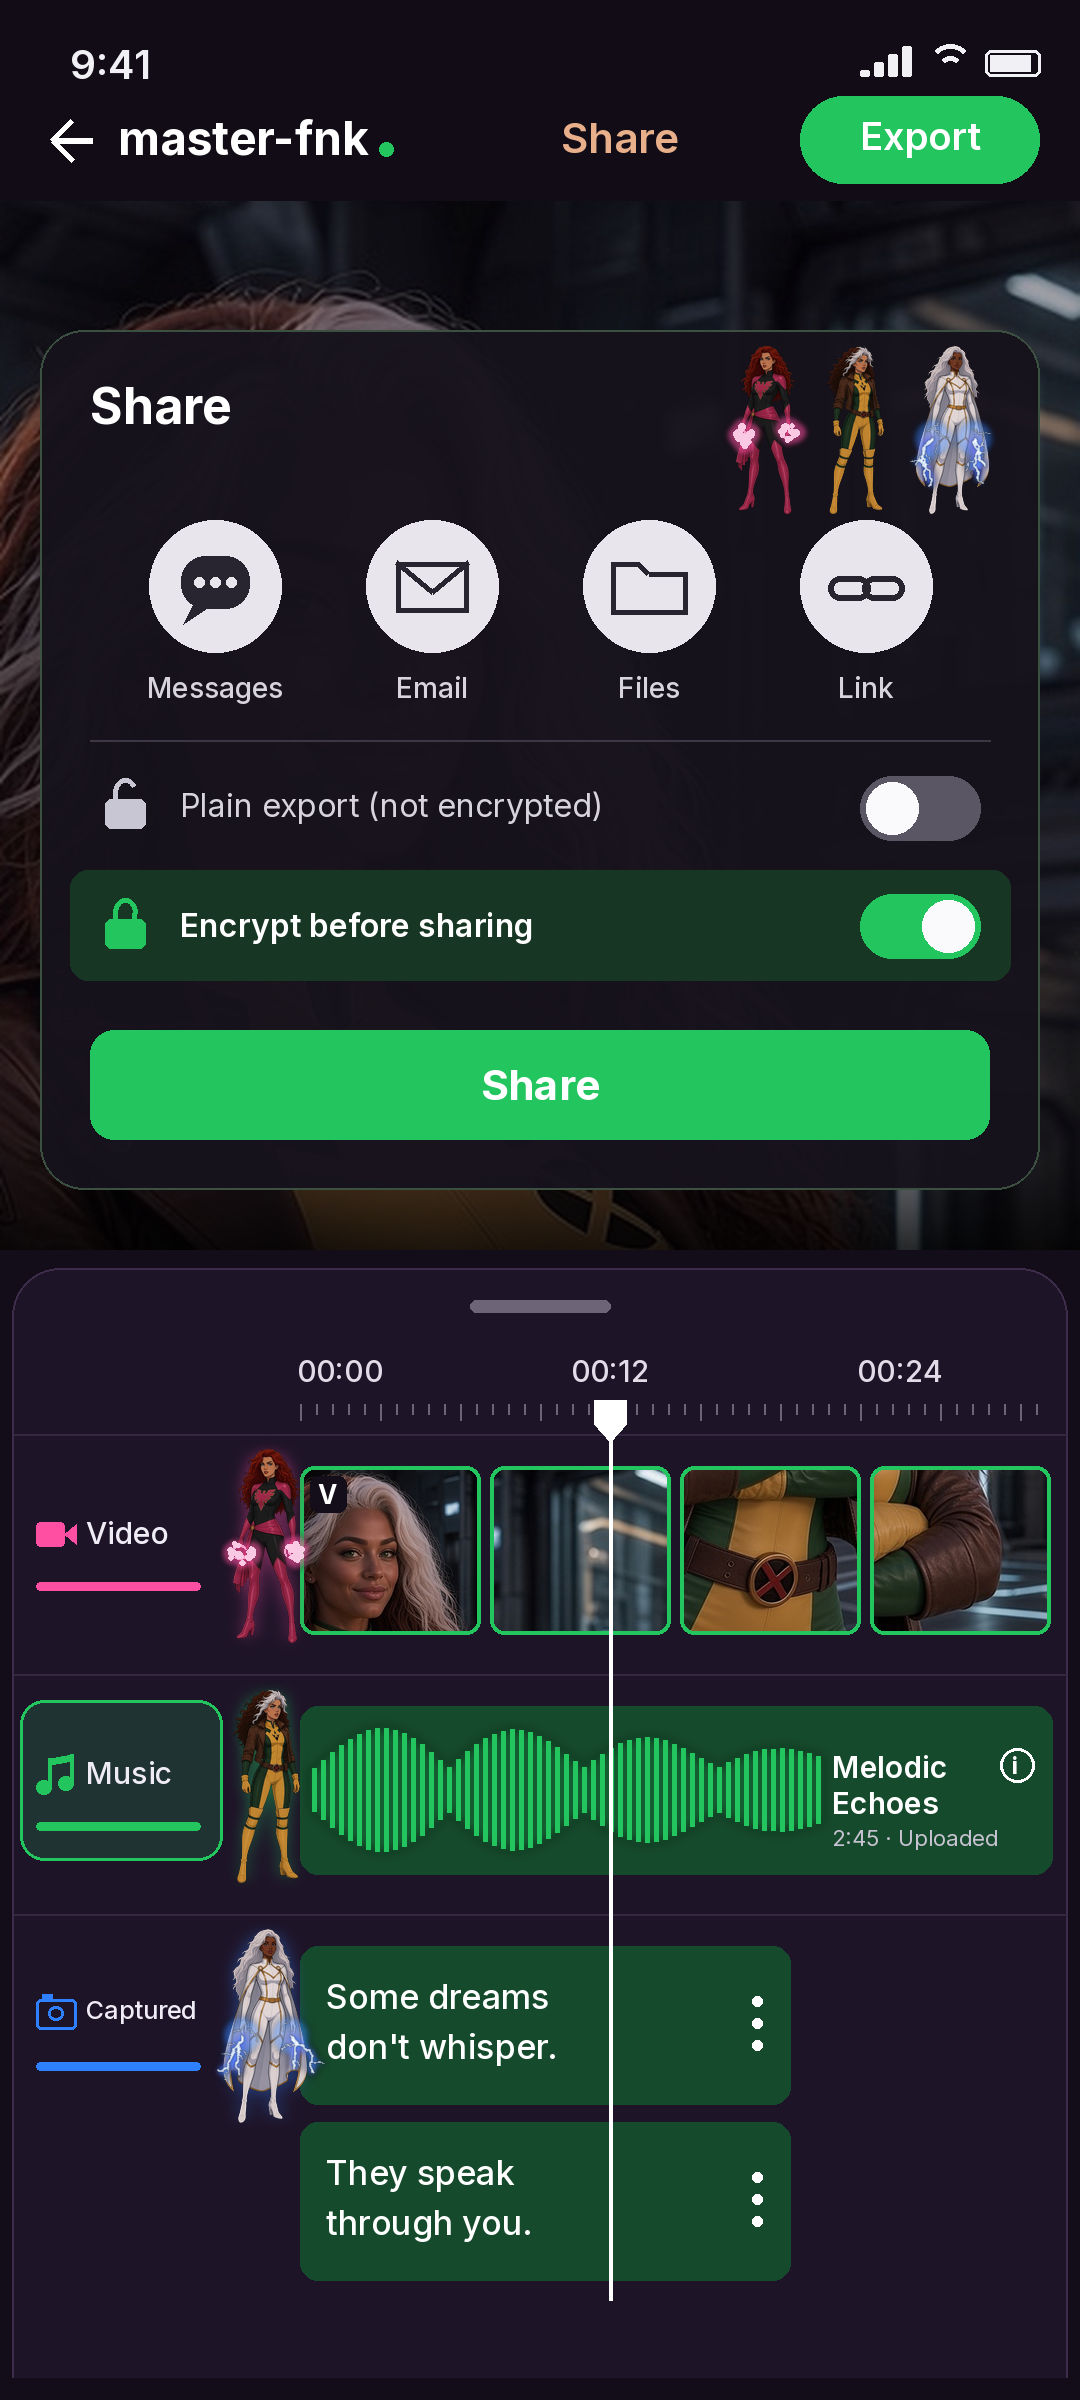 9:41
master-fnk
Share
Export
Share
Messages
Email
Files
Link
Plain export (not encrypted)
Encrypt before sharing
Share
00:00
00:12
00:24
Video
V
Music
Melodic
Echoes
2:45 · Uploaded
i
Captured
Some dreams
don't whisper.
They speak
through you.